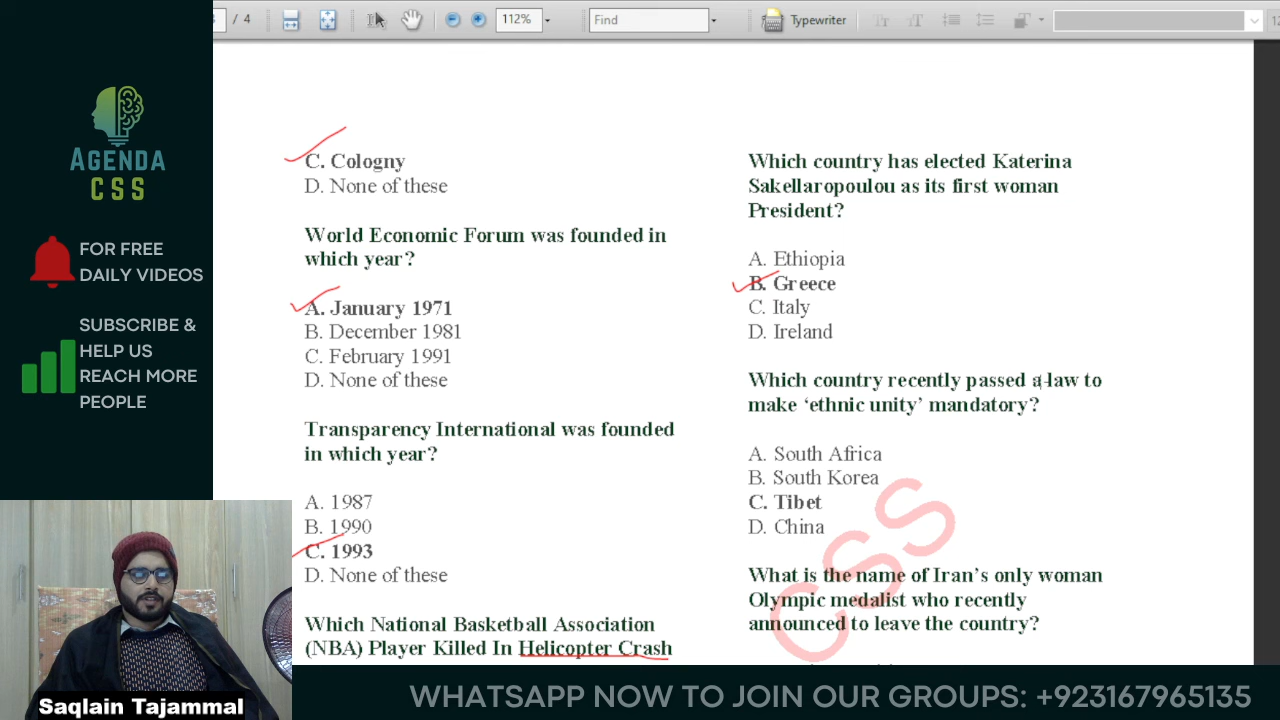 / 4
112%
Find
Typewriter
AGENDA
CSS
FOR FREE
DAILY VIDEOS
SUBSCRIBE &
HELP US
REACH MORE
PEOPLE
C. Cologny
D. None of these
World Economic Forum was founded in
which year?
A. January 1971
B. December 1981
C. February 1991
D. None of these
Transparency International was founded
in which year?
A. 1987
B. 1990
C. 1993
D. None of these
Which National Basketball Association
(NBA) Player Killed In Helicopter Crash
Which country has elected Katerina
Sakellaropoulou as its first woman
President?
A. Ethiopia
B. Greece
C. Italy
D. Ireland
Which country recently passed a law to
make ‘ethnic unity’ mandatory?
A. South Africa
B. South Korea
C. Tibet
D. China
What is the name of Iran’s only woman
Olympic medalist who recently
announced to leave the country?
CSS
Saqlain Tajammal
WHATSAPP NOW TO JOIN OUR GROUPS: +923167965135